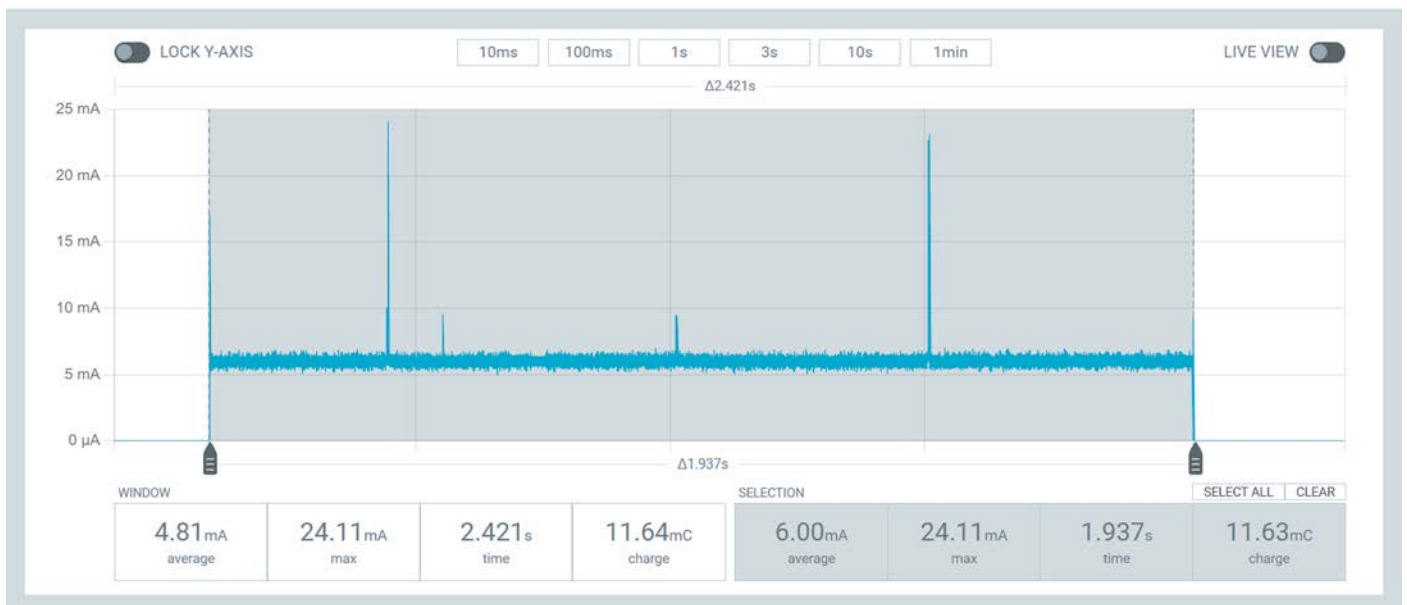 LOCK Y-AXIS 10ms 100ms 1s 3s 10s 1min LIVE VIEW
Δ2.421s
25 mA
20 mA
15 mA
10 mA
5 mA
0 µA
Δ1.937s
WINDOW SELECTION SELECT ALL CLEAR
4.81mA 24.11mA 2.421s 11.64mC 6.00mA 24.11mA 1.937s 11.63mC
average max time charge average max time charge